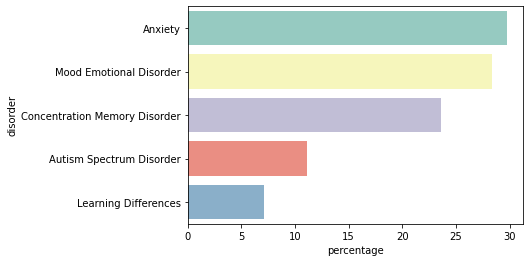 Anxiety
Mood Emotional Disorder
Concentration Memory Disorder
Autism Spectrum Disorder
Learning Differences
disorder
0 5 10 15 20 25 30
percentage